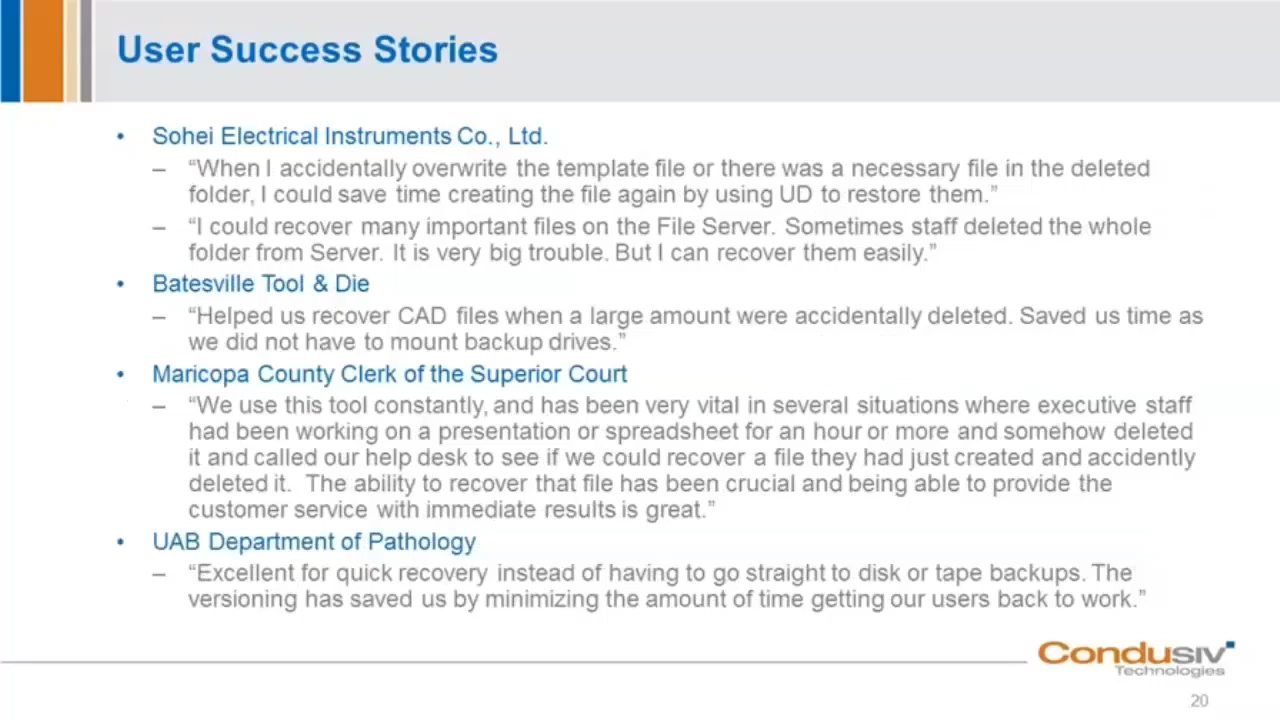 User Success Stories
• Sohei Electrical Instruments Co., Ltd.
– “When I accidentally overwrite the template file or there was a necessary file in the deleted
folder, I could save time creating the file again by using UD to restore them.”
– “I could recover many important files on the File Server. Sometimes staff deleted the whole
folder from Server. It is very big trouble. But I can recover them easily.”
• Batesville Tool & Die
– “Helped us recover CAD files when a large amount were accidentally deleted. Saved us time as
we did not have to mount backup drives.”
• Maricopa County Clerk of the Superior Court
– “We use this tool constantly, and has been very vital in several situations where executive staff
had been working on a presentation or spreadsheet for an hour or more and somehow deleted
it and called our help desk to see if we could recover a file they had just created and accidently
deleted it.  The ability to recover that file has been crucial and being able to provide the
customer service with immediate results is great.”
• UAB Department of Pathology
– “Excellent for quick recovery instead of having to go straight to disk or tape backups. The
versioning has saved us by minimizing the amount of time getting our users back to work.”
Condusiv
Technologies
20